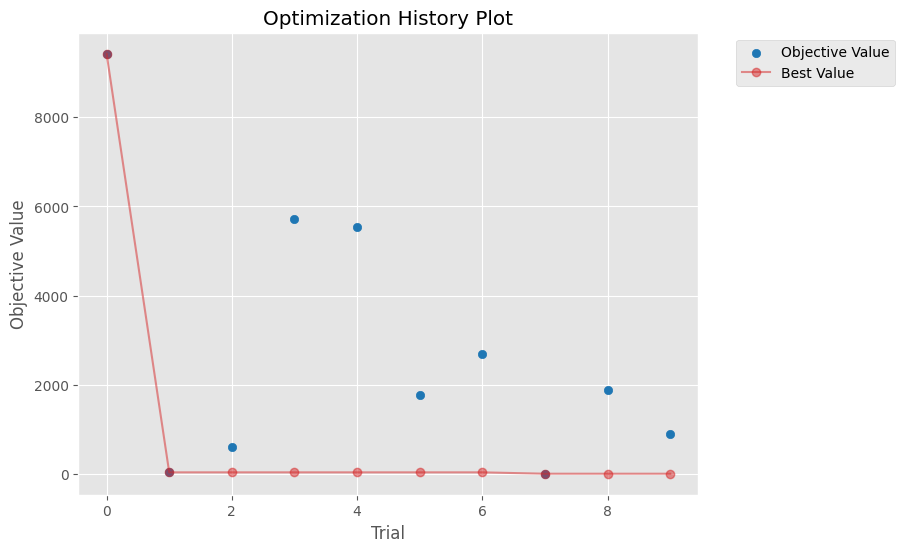 Optimization History Plot
Objective Value
Best Value
Objective Value
8000
6000
4000
2000
0
0 2 4 6 8
Trial